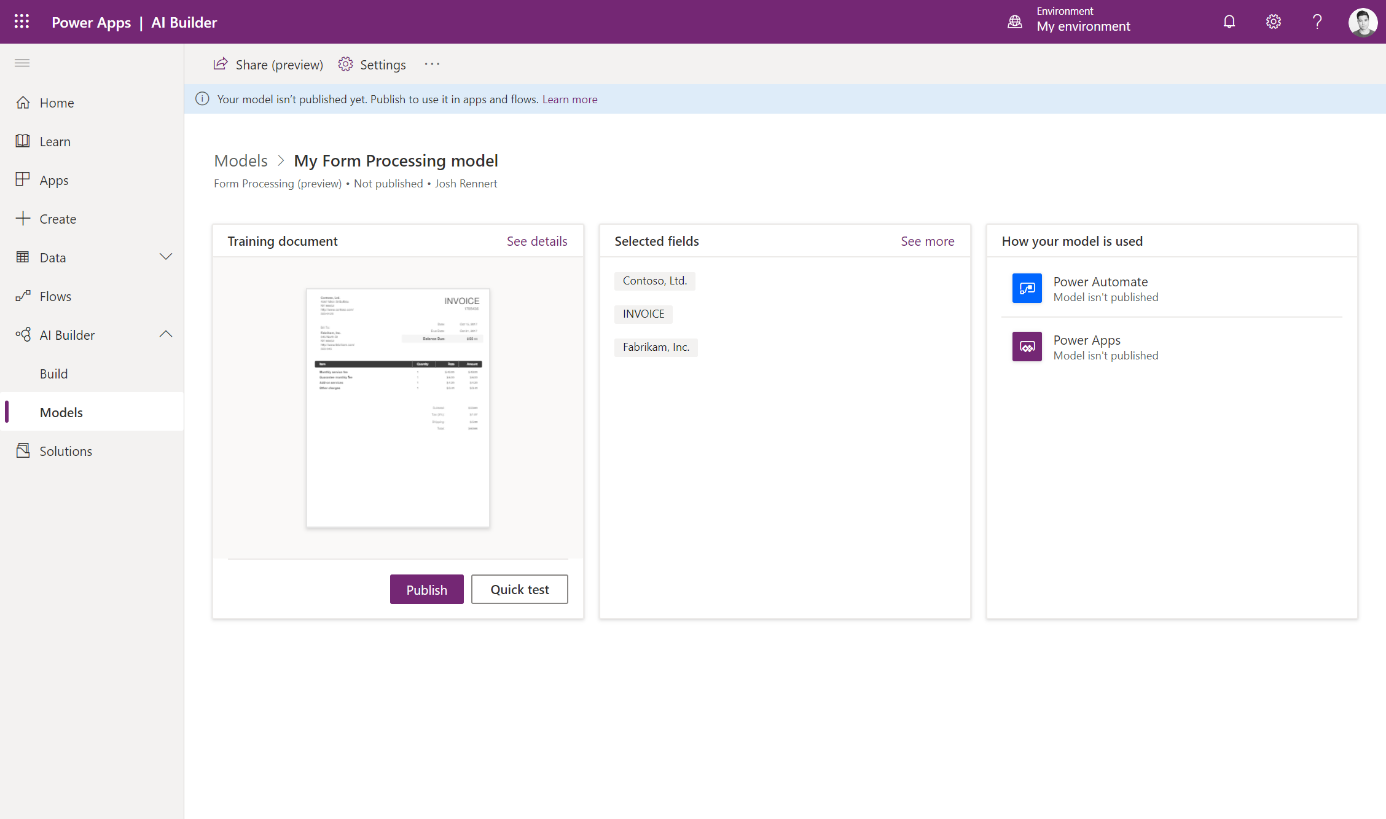 Power Apps | AI Builder
Environment
My environment
Share (preview)
Settings
Your model isn't published yet. Publish to use it in apps and flows. Learn more
Home
Learn
Apps
Create
Data
Flows
AI Builder
Build
Models
Solutions
Models > My Form Processing model
Form Processing (preview) • Not published • Josh Rennert
Training document
See details
INVOICE
Balance Due:
Quantity
Publish
Quick test
Selected fields
See more
Contoso, Ltd.
INVOICE
Fabrikam, Inc.
How your model is used
Power Automate
Model isn't published
Power Apps
Model isn't published